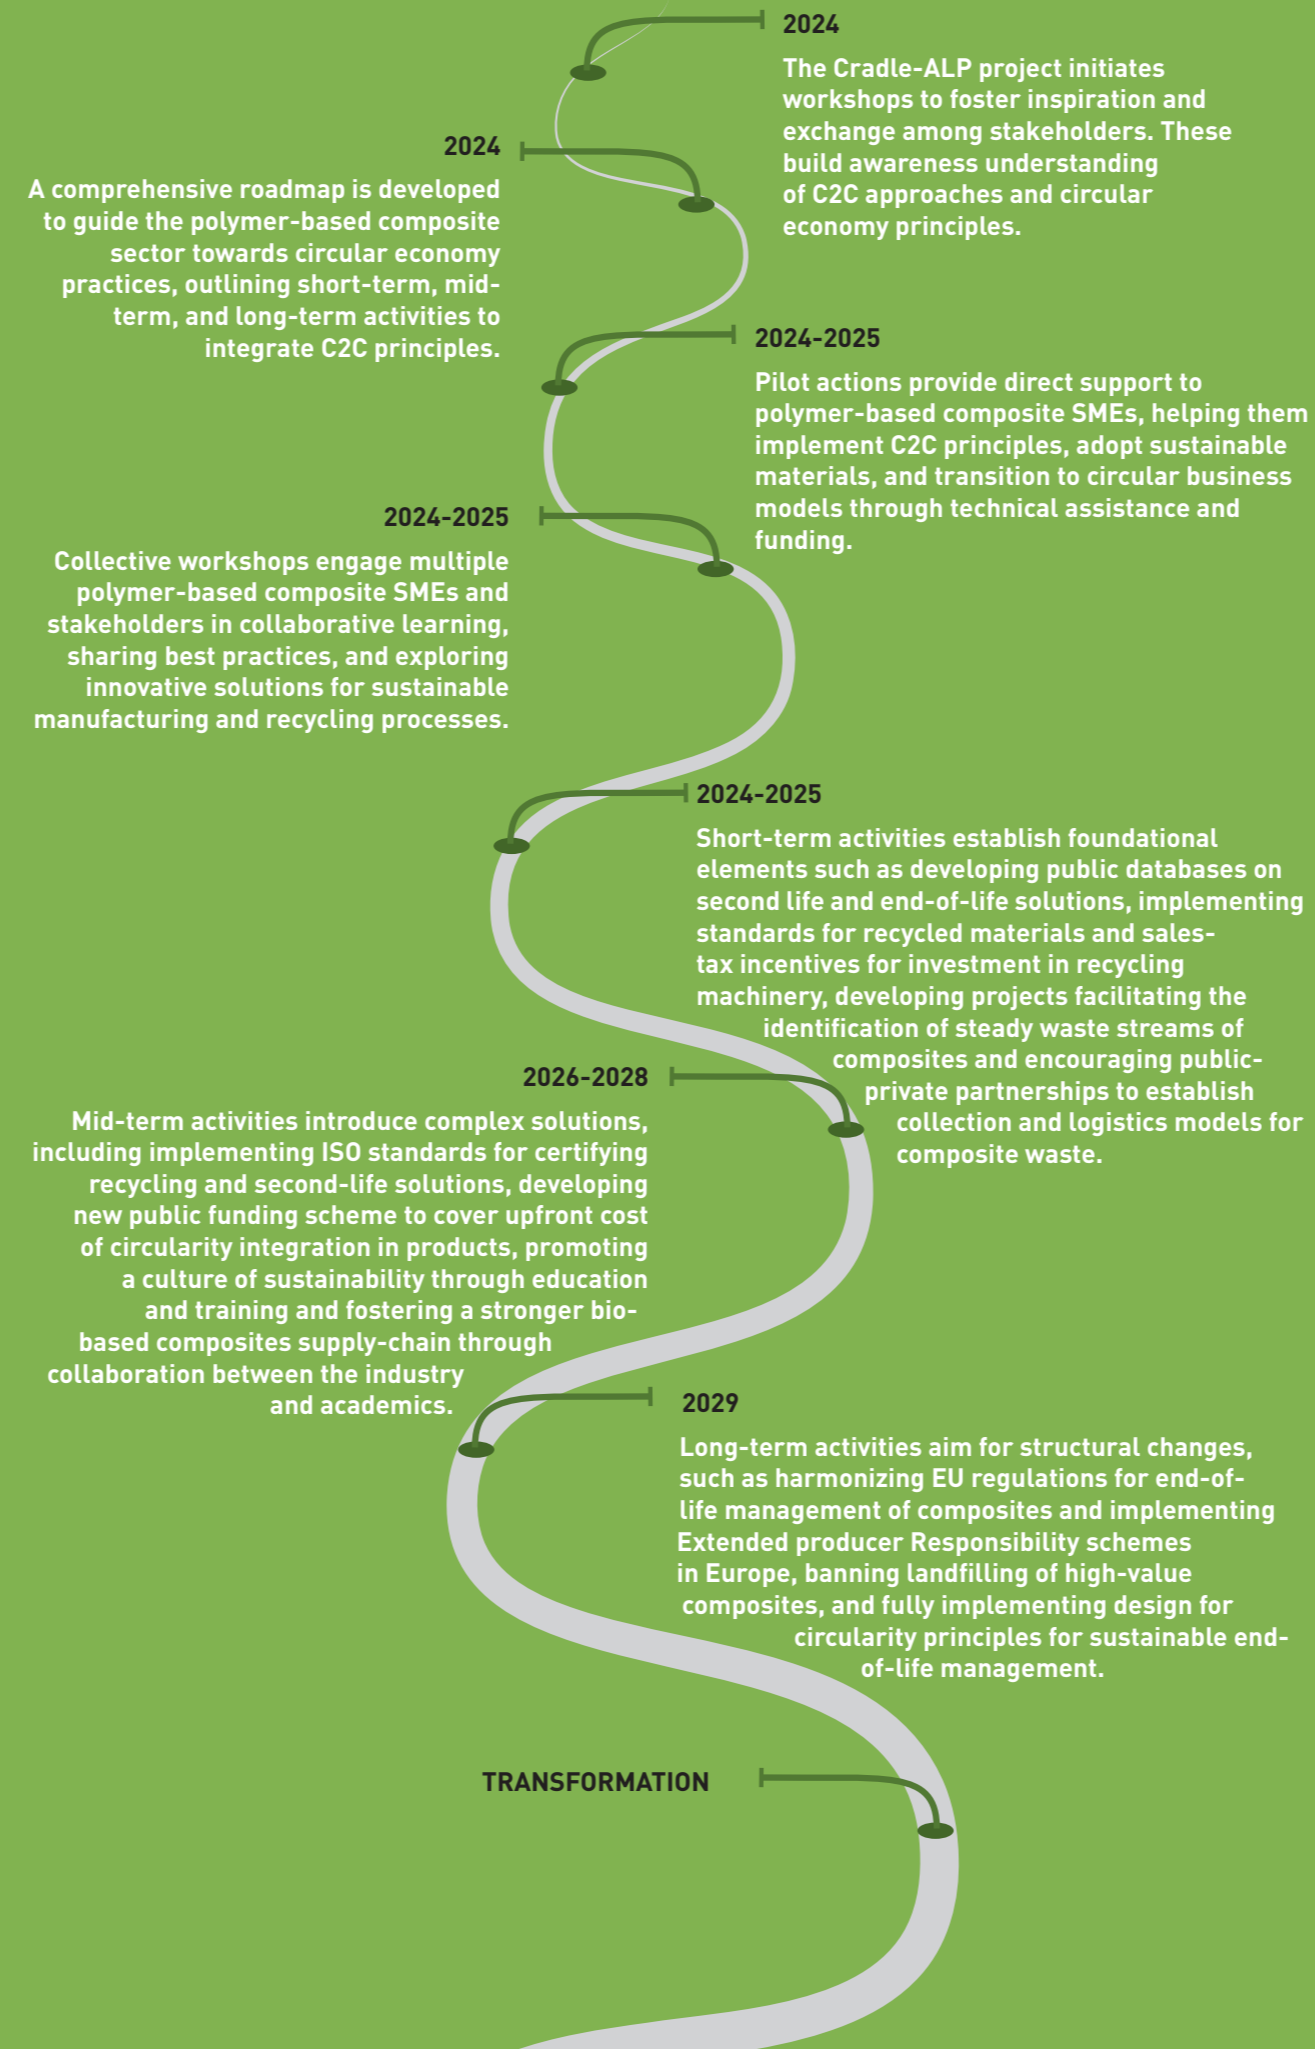 2024
The Cradle-ALP project initiates
workshops to foster inspiration and
exchange among stakeholders. These
build awareness understanding
of C2C approaches and circular
economy principles.
2024
A comprehensive roadmap is developed
to guide the polymer-based composite
sector towards circular economy
practices, outlining short-term, mid-
term, and long-term activities to
integrate C2C principles.
2024-2025
Pilot actions provide direct support to
polymer-based composite SMEs, helping them
implement C2C principles, adopt sustainable
materials, and transition to circular business
models through technical assistance and
funding.
2024-2025
Collective workshops engage multiple
polymer-based composite SMEs and
stakeholders in collaborative learning,
sharing best practices, and exploring
innovative solutions for sustainable
manufacturing and recycling processes.
2024-2025
Short-term activities establish foundational
elements such as developing public databases on
second life and end-of-life solutions, implementing
standards for recycled materials and sales-
tax incentives for investment in recycling
machinery, developing projects facilitating the
identification of steady waste streams of
composites and encouraging public-
private partnerships to establish
collection and logistics models for
composite waste.
2026-2028
Mid-term activities introduce complex solutions,
including implementing ISO standards for certifying
recycling and second-life solutions, developing
new public funding scheme to cover upfront cost
of circularity integration in products, promoting
a culture of sustainability through education
and training and fostering a stronger bio-
based composites supply-chain through
collaboration between the industry
and academics.
2029
Long-term activities aim for structural changes,
such as harmonizing EU regulations for end-of-
life management of composites and implementing
Extended producer Responsibility schemes
in Europe, banning landfilling of high-value
composites, and fully implementing design for
circularity principles for sustainable end-
of-life management.
TRANSFORMATION